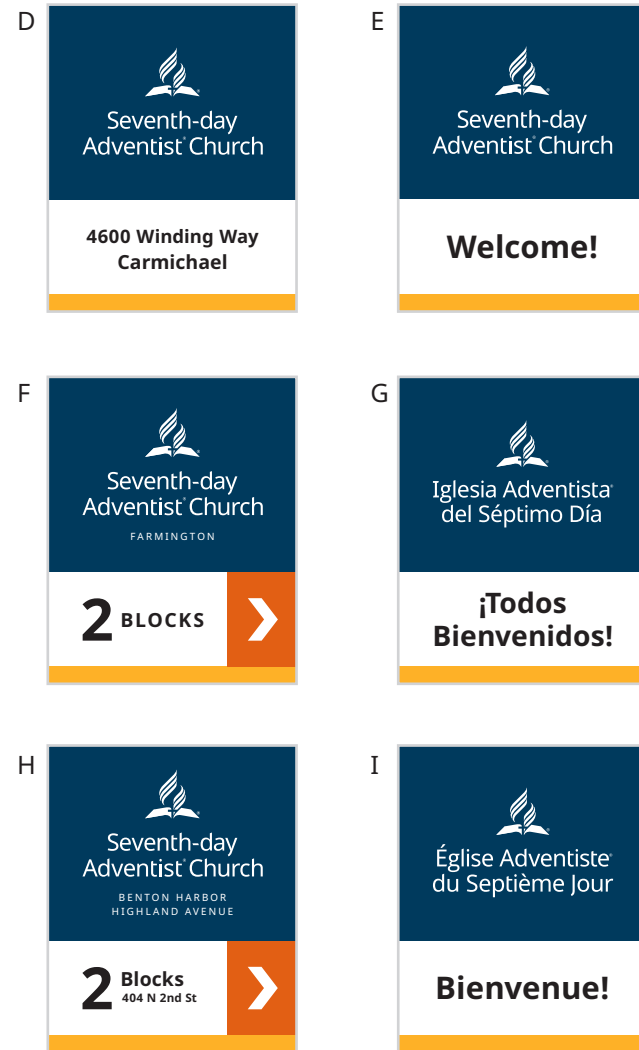 D
Seventh-day
Adventist® Church
4600 Winding Way
Carmichael
E
Seventh-day
Adventist® Church
Welcome!
F
Seventh-day
Adventist® Church
FARMINGTON
2 BLOCKS
G
Iglesia Adventista®
del Séptimo Día
¡Todos
Bienvenidos!
H
Seventh-day
Adventist® Church
BENTON HARBOR
HIGHLAND AVENUE
2 Blocks
404 N 2nd St
I
Église Adventiste®
du Septième Jour
Bienvenue!